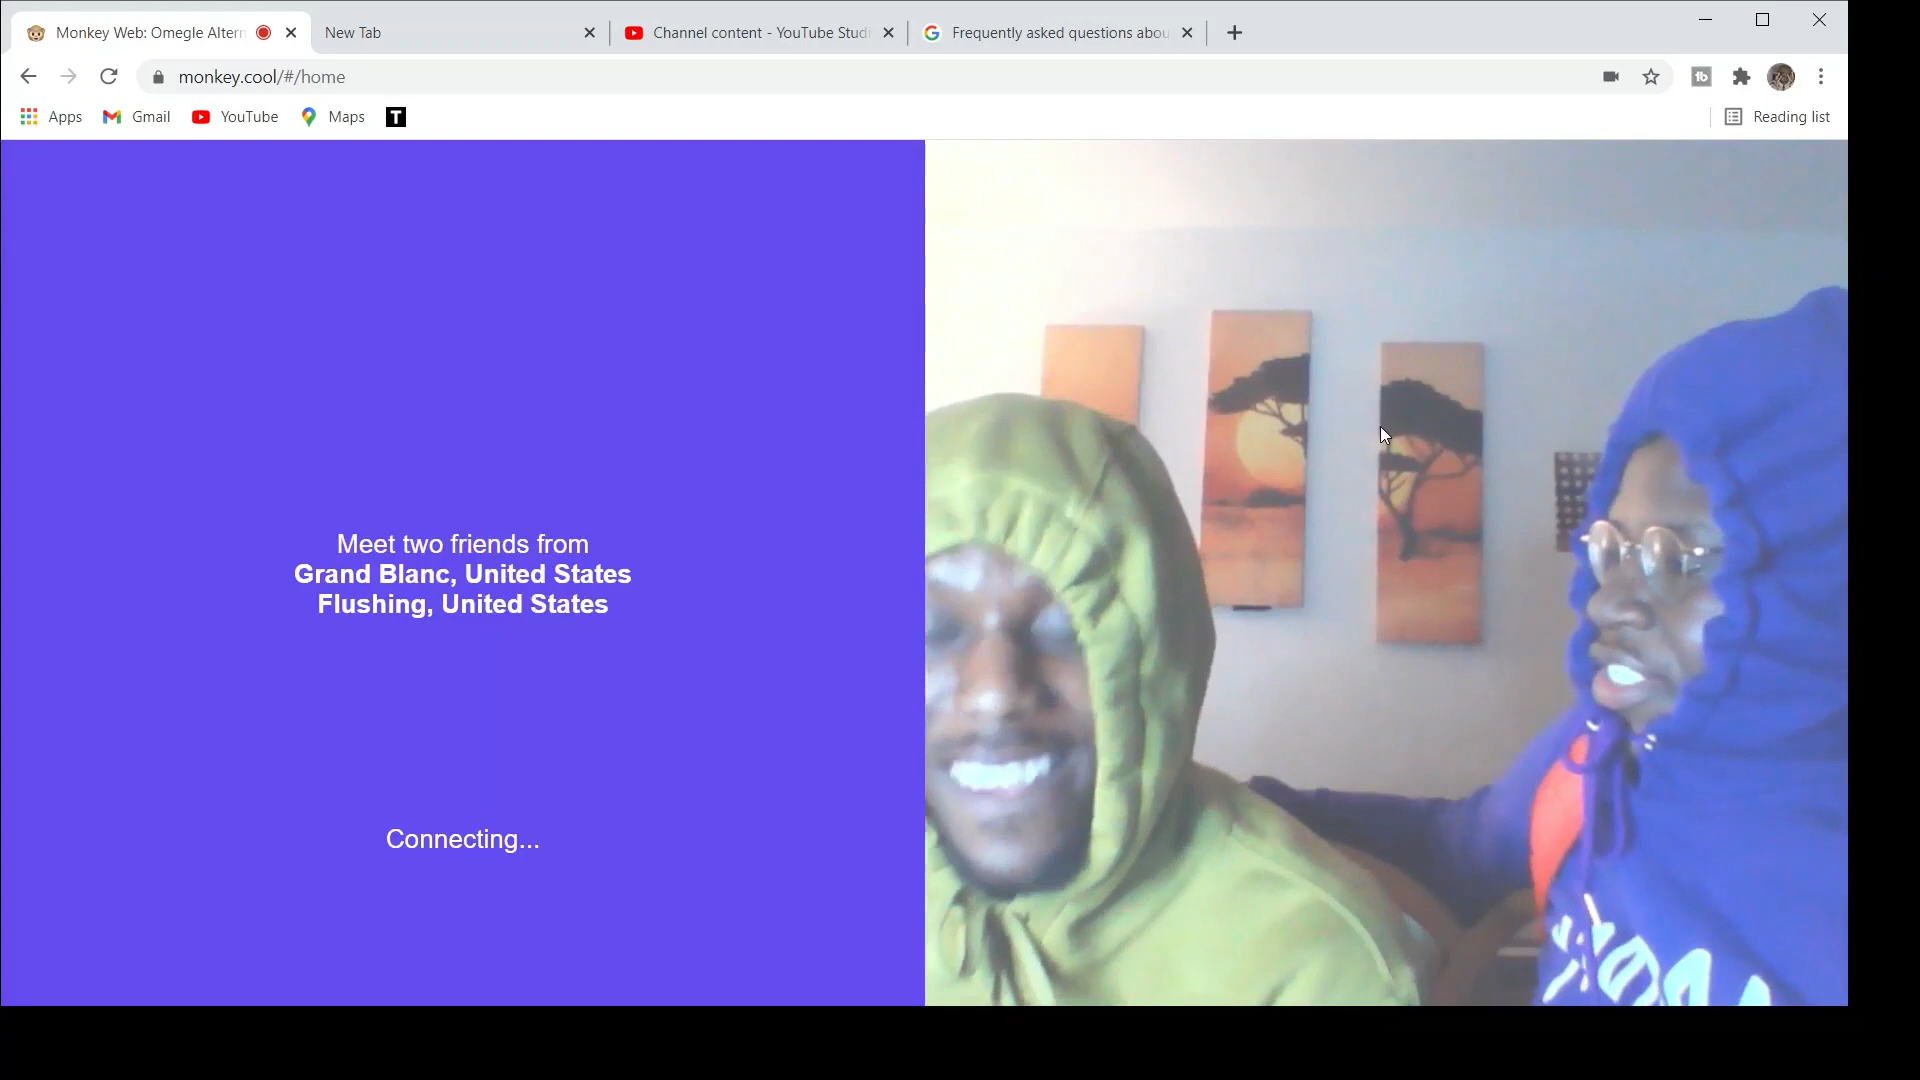 Monkey Web: Omegle Altern
New Tab
Channel content - YouTube Studi
Frequently asked questions abou
monkey.cool/#/home
tb
Apps
Gmail
YouTube
Maps
T
Reading list
Meet two friends from
Grand Blanc, United States
Flushing, United States
Connecting...